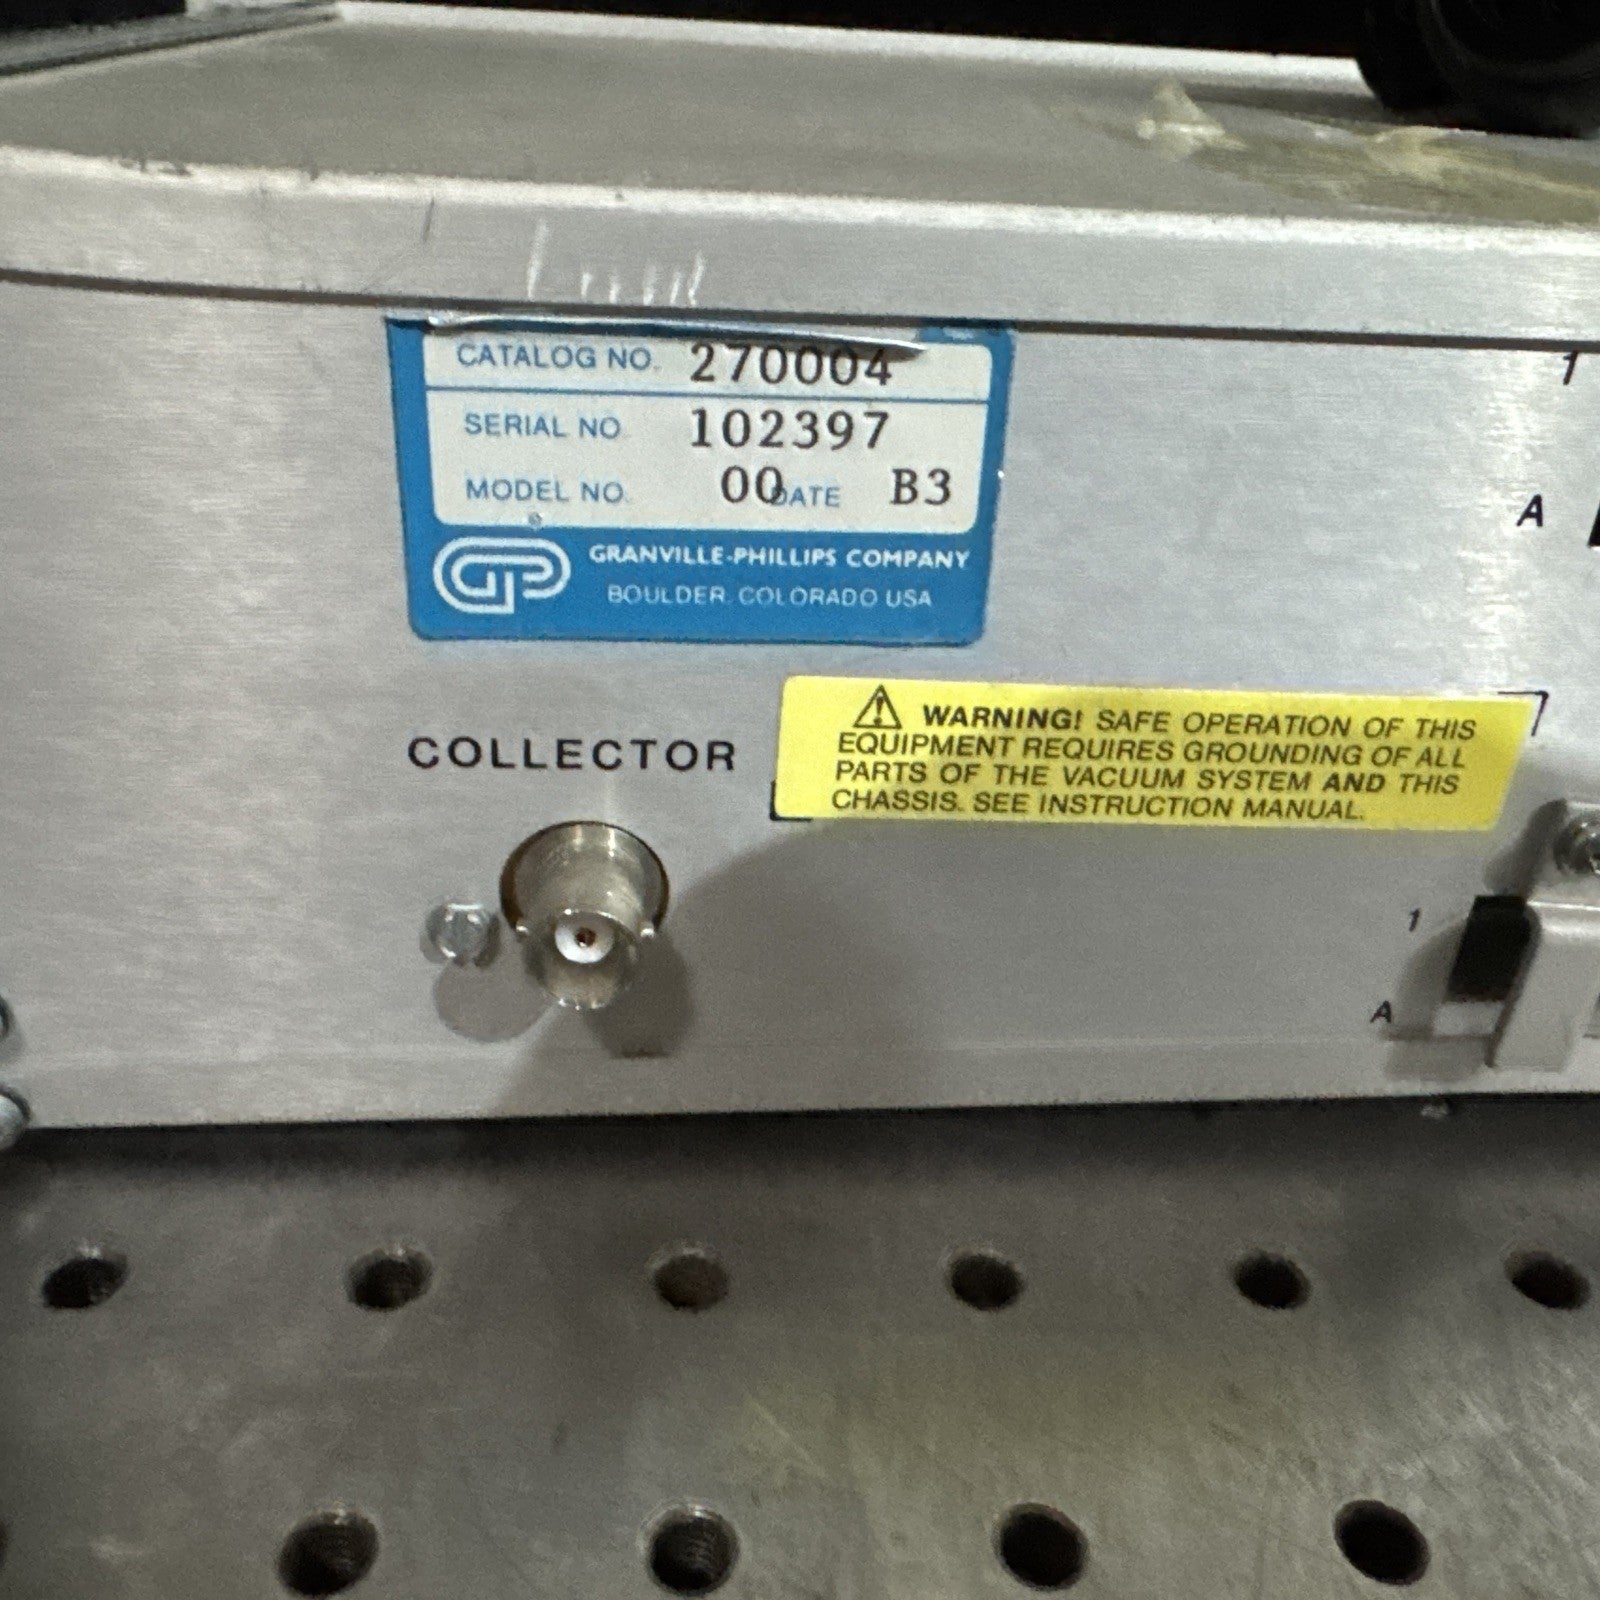 CATALOG NO. 270004
SERIAL NO. 102397
MODEL NO. 00 DATE B3
GP
GRANVILLE-PHILLIPS COMPANY
BOULDER, COLORADO USA
1
A
COLLECTOR
WARNING! SAFE OPERATION OF THIS
EQUIPMENT REQUIRES GROUNDING OF ALL
PARTS OF THE VACUUM SYSTEM AND THIS
CHASSIS. SEE INSTRUCTION MANUAL.
1
A